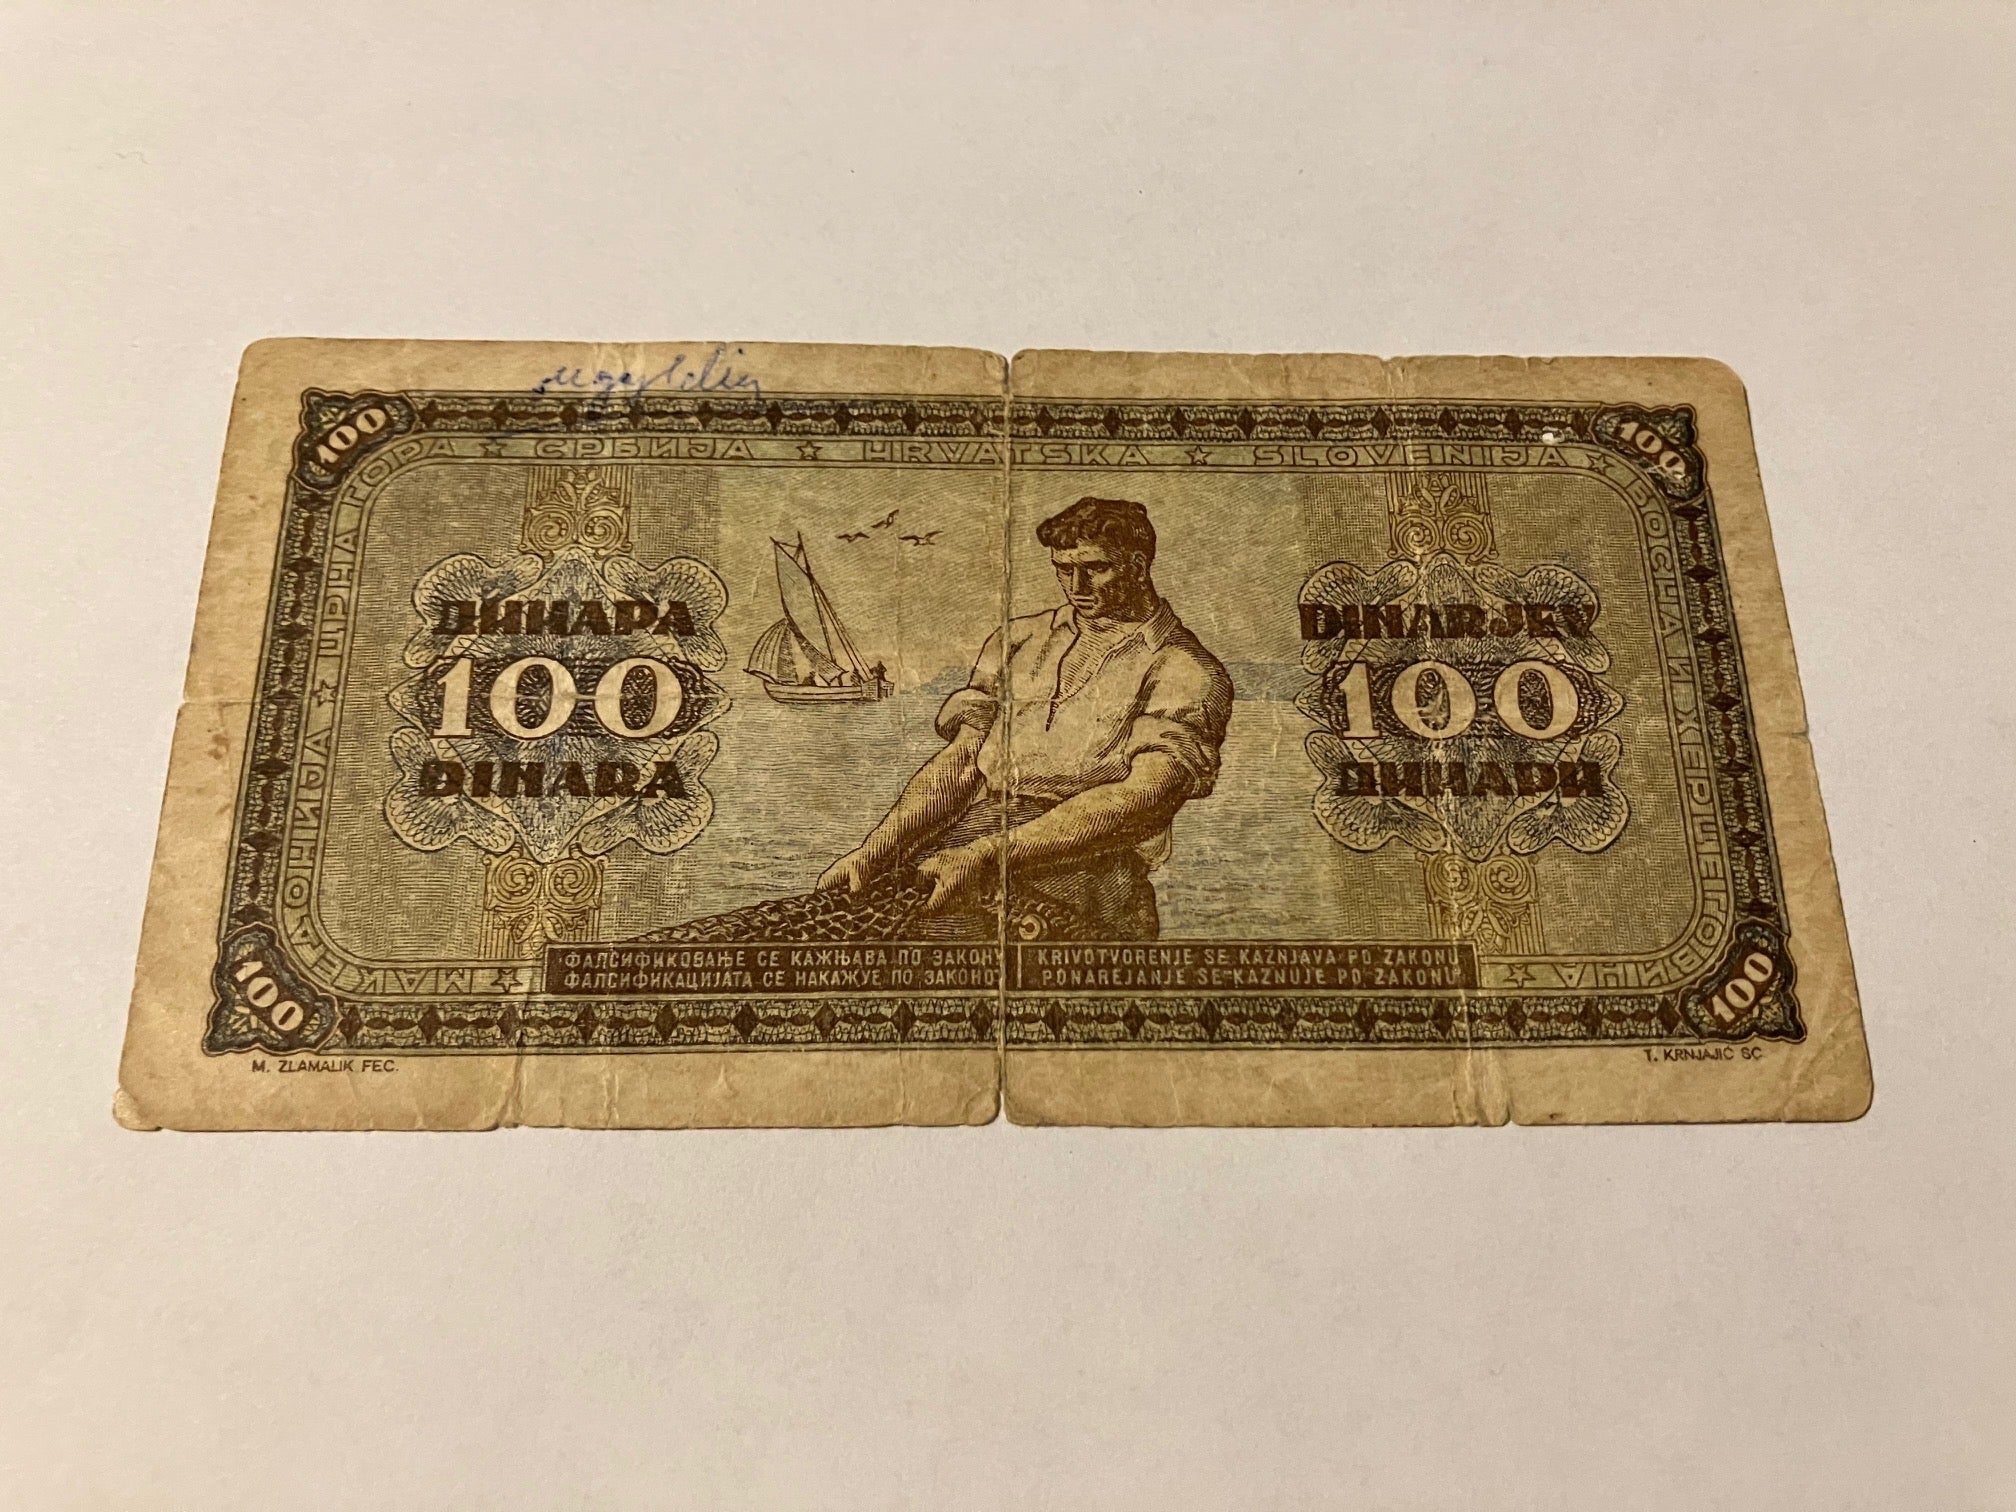 ugyldig
100
100
ЦРНА ГОРА ★ СРБИЈА ★ HRVATSKA ★ SLOVENIJA ★ БОСНА И ХЕРЦЕГОВИНА ★ МАКЕДОНИЈА ★
ДИНАРА
100
DINARA
DINARJEV
100
ДИНАРИ
ФАЛСИФИКОВАЊЕ СЕ КАЖЊАВА ПО ЗАКОНУ
ФАЛСИФИКАЦИЈАТА СЕ НАКАЖУЕ ПО ЗАКОНОТ
KRIVOTVORENJE SE KAZNJAVA PO ZAKONU
PONAREJANJE SE KAZNUJE PO ZAKONU
100
100
M. ZLAMALIK FEC.
T. KRNJAJIĆ SC